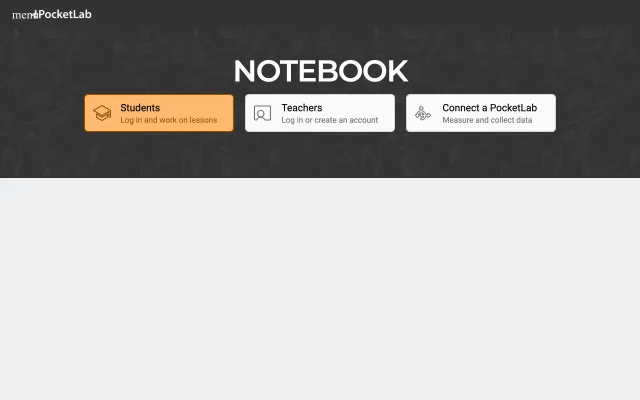 menu PocketLab
NOTEBOOK
Students
Log in and work on lessons
Teachers
Log in or create an account
Connect a PocketLab
Measure and collect data